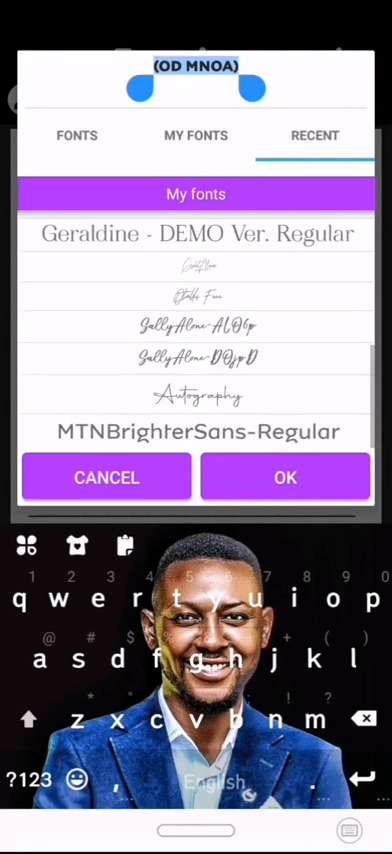 (OD MNOA)
FONTS MY FONTS RECENT
My fonts
Geraldine - DEMO Ver. Regular
SallyAlone-ALO6p
SallyAlone-DOjpD
Autography
MTNBrighterSans-Regular
CANCEL OK
1 2 3 4 5 6 7 8 9 0
q w e r t y u i o p
@ # $ + ( )
a s d f g h j k l
* " ! ?
z x c v b n m
?123 , English .